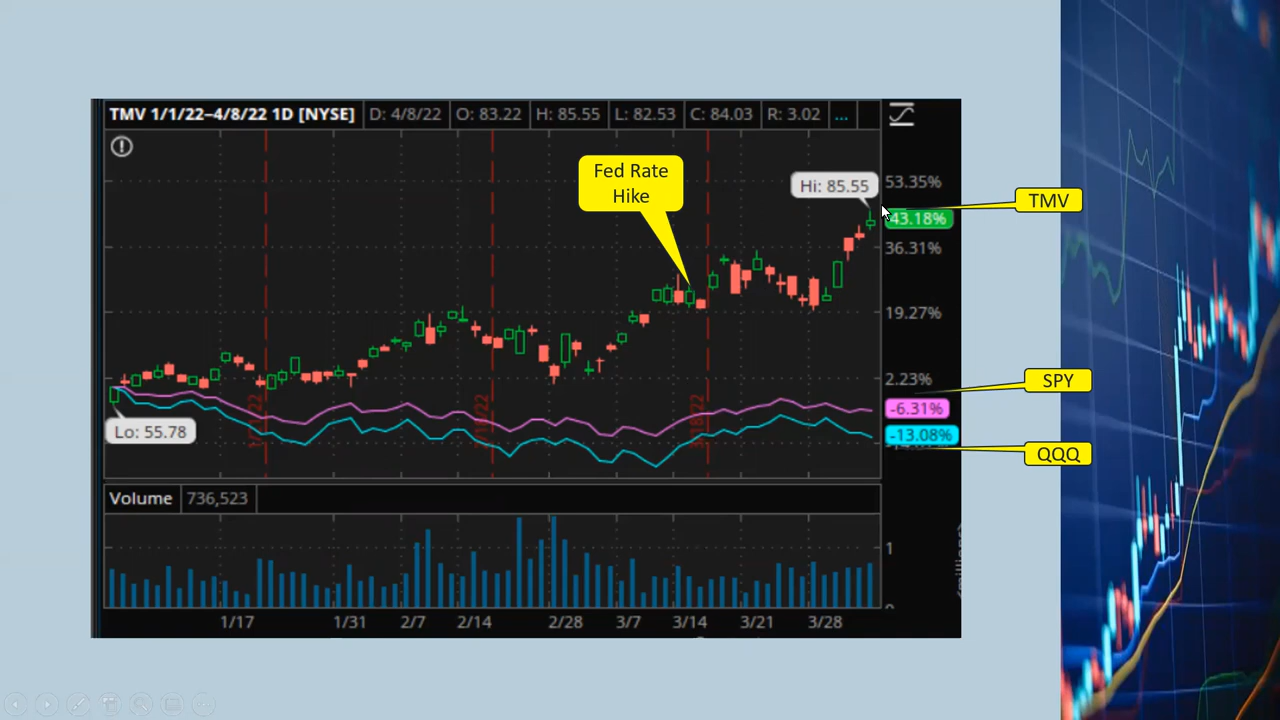 TMV 1/1/22–4/8/22 1D [NYSE] D: 4/8/22 O: 83.22 H: 85.55 L: 82.53 C: 84.03 R: 3.02 ...
Fed Rate
Hike
Hi: 85.55
53.35%
TMV
43.18%
36.31%
19.27%
2.23%
SPY
-6.31%
-13.08%
QQQ
Lo: 55.78
Volume 736,523
1
0
1/17 1/31 2/7 2/14 2/28 3/7 3/14 3/21 3/28